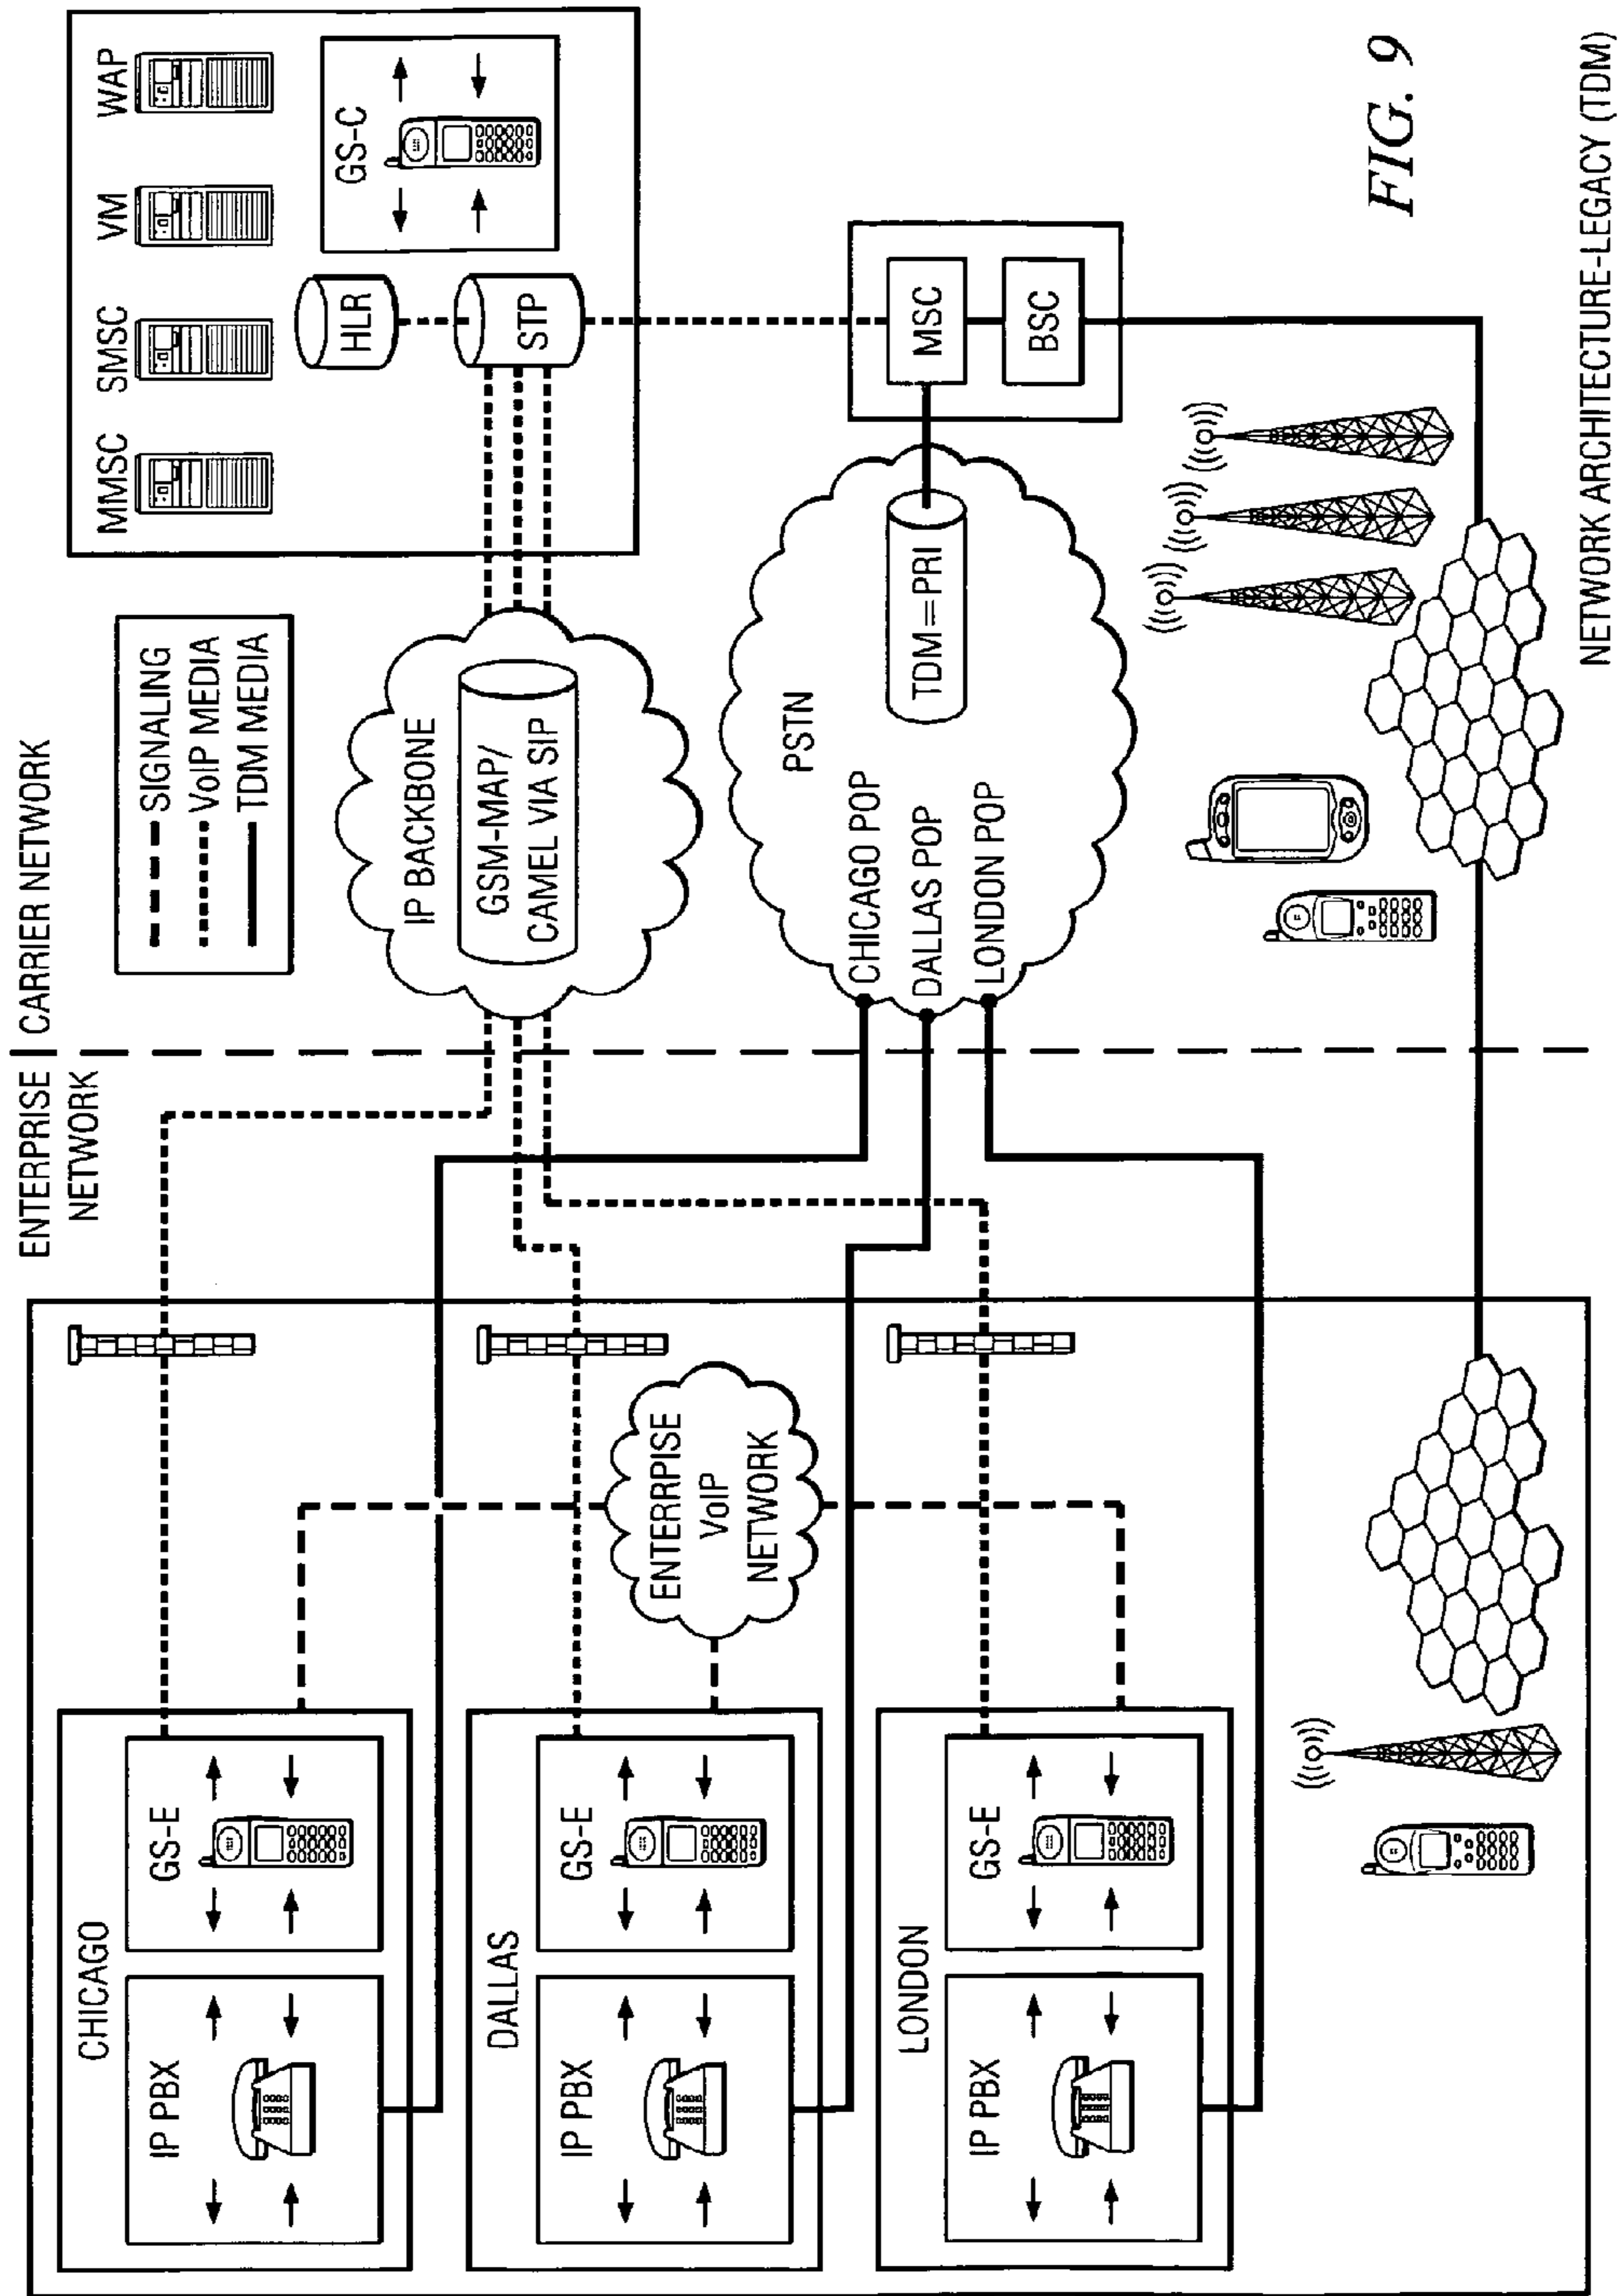 ENTERPRISE
NETWORK
CARRIER NETWORK
SIGNALING
VoIP MEDIA
TDM MEDIA
CHICAGO
IP PBX
GS-E
DALLAS
IP PBX
GS-E
LONDON
IP PBX
GS-E
ENTERRPISE
VoIP
NETWORK
IP BACKBONE
GSM-MAP/
CAMEL VIA SIP
PSTN
CHICAGO POP
DALLAS POP
LONDON POP
TDM=PRI
MMSC
SMSC
VM
WAP
HLR
STP
GS-C
MSC
BSC
FIG. 9
NETWORK ARCHITECTURE-LEGACY (TDM)